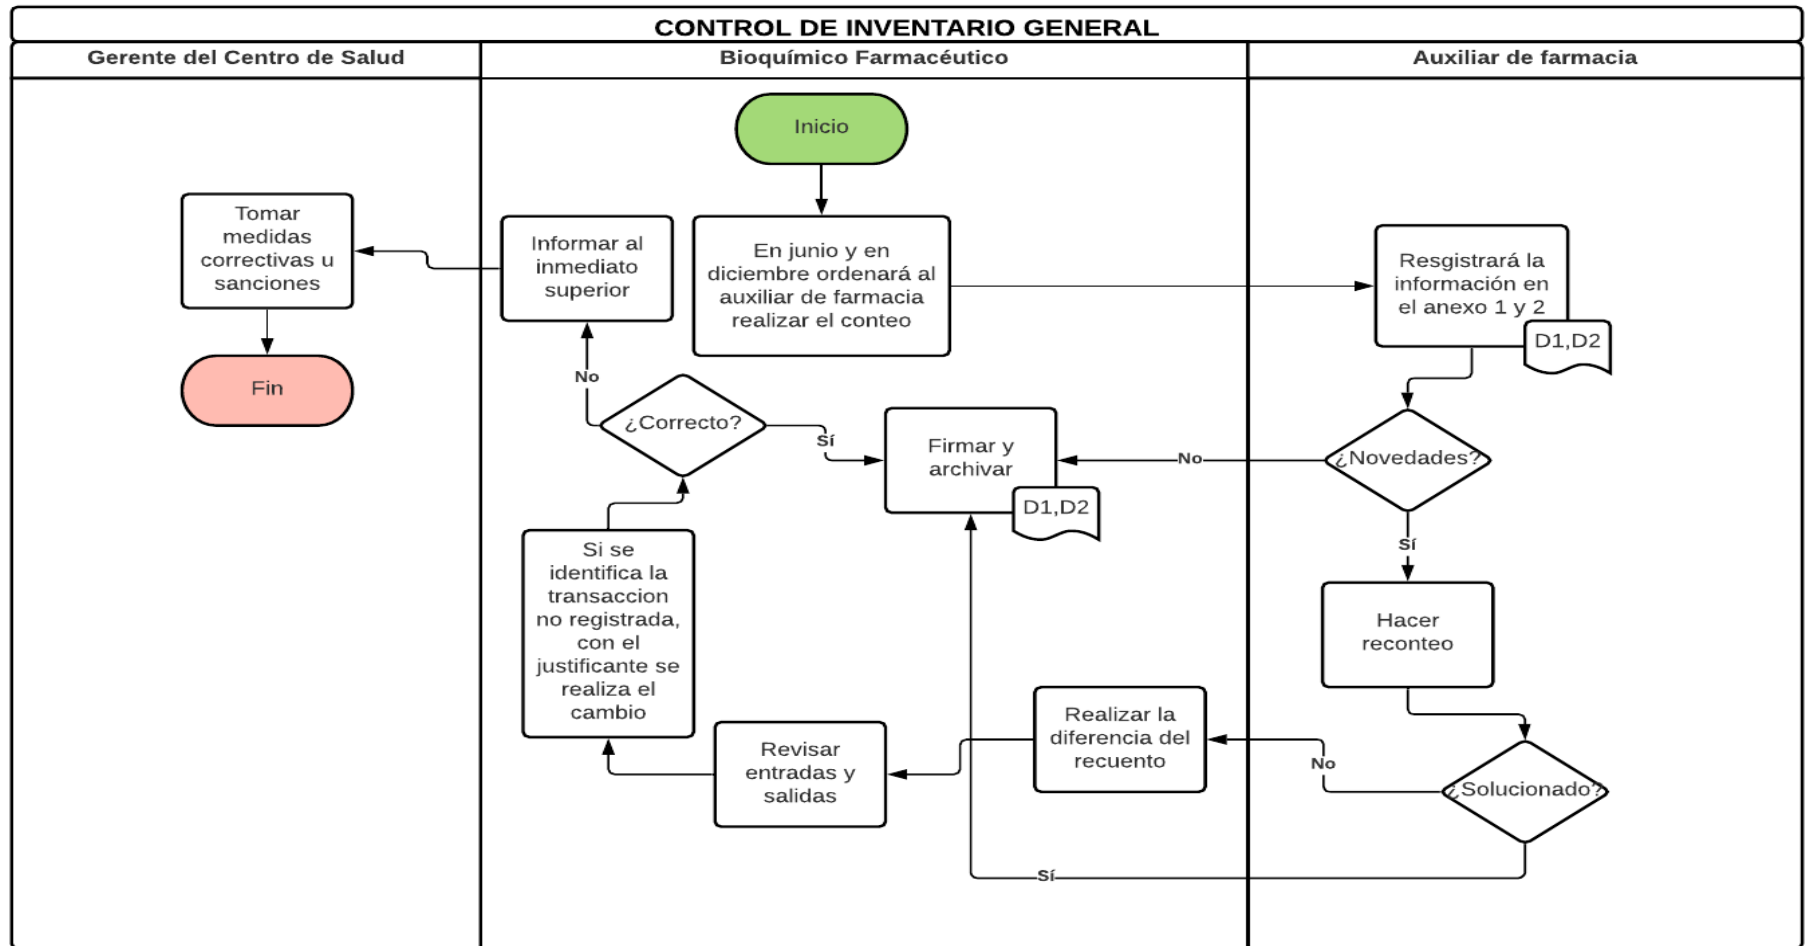 CONTROL DE INVENTARIO GENERAL
Gerente del Centro de Salud
Bioquímico Farmacéutico
Auxiliar de farmacia
Inicio
En junio y en
diciembre ordenará al
auxiliar de farmacia
realizar el conteo
Resgistrará la
información en
el anexo 1 y 2
D1,D2
¿Novedades?
No
Sí
Firmar y
archivar
D1,D2
Hacer
reconteo
¿Solucionado?
No
Sí
Realizar la
diferencia del
recuento
Revisar
entradas y
salidas
Si se
identifica la
transaccion
no registrada,
con el
justificante se
realiza el
cambio
¿Correcto?
Sí
No
Informar al
inmediato
superior
Tomar
medidas
correctivas u
sanciones
Fin